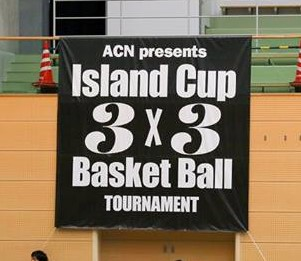 ACN presents
Island Cup
3 x 3
Basket Ball
TOURNAMENT